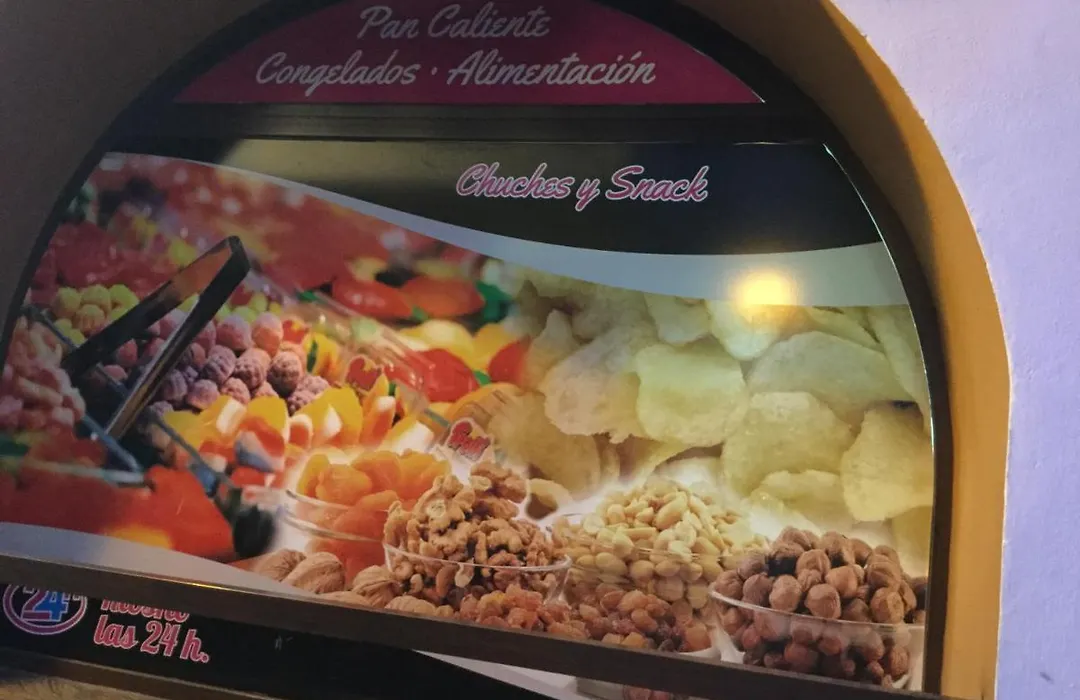 Pan Caliente
Congelados · Alimentación
Chuches y Snack
24
las 24 h.